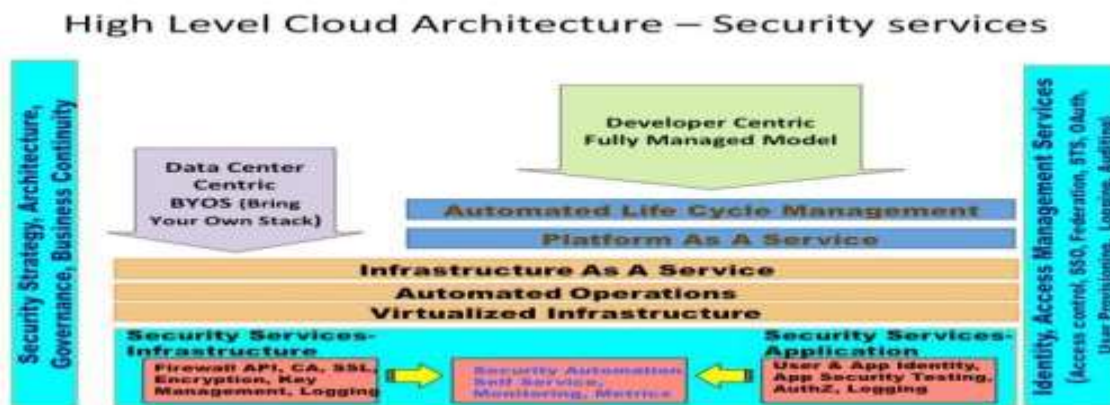 High Level Cloud Architecture – Security services
Security Strategy, Architecture,
Governance, Business Continuity
Data Center
Centric
BYOS (Bring
Your Own Stack)
Developer Centric
Fully Managed Model
Automated Life Cycle Management
Platform As A Service
Infrastructure As A Service
Automated Operations
Virtualized Infrastructure
Security Services-
Infrastructure
Firewall API, CA, SSL,
Encryption, Key
Management, Logging
Security Automation
Self Service,
Monitoring, Metrics
Security Services-
Application
User & App Identity,
App Security Testing,
AuthZ, Logging
Identity, Access Management Services
(Access control, SSO, Federation, STS, OAuth,
User Provisioning, Logging, Auditing)